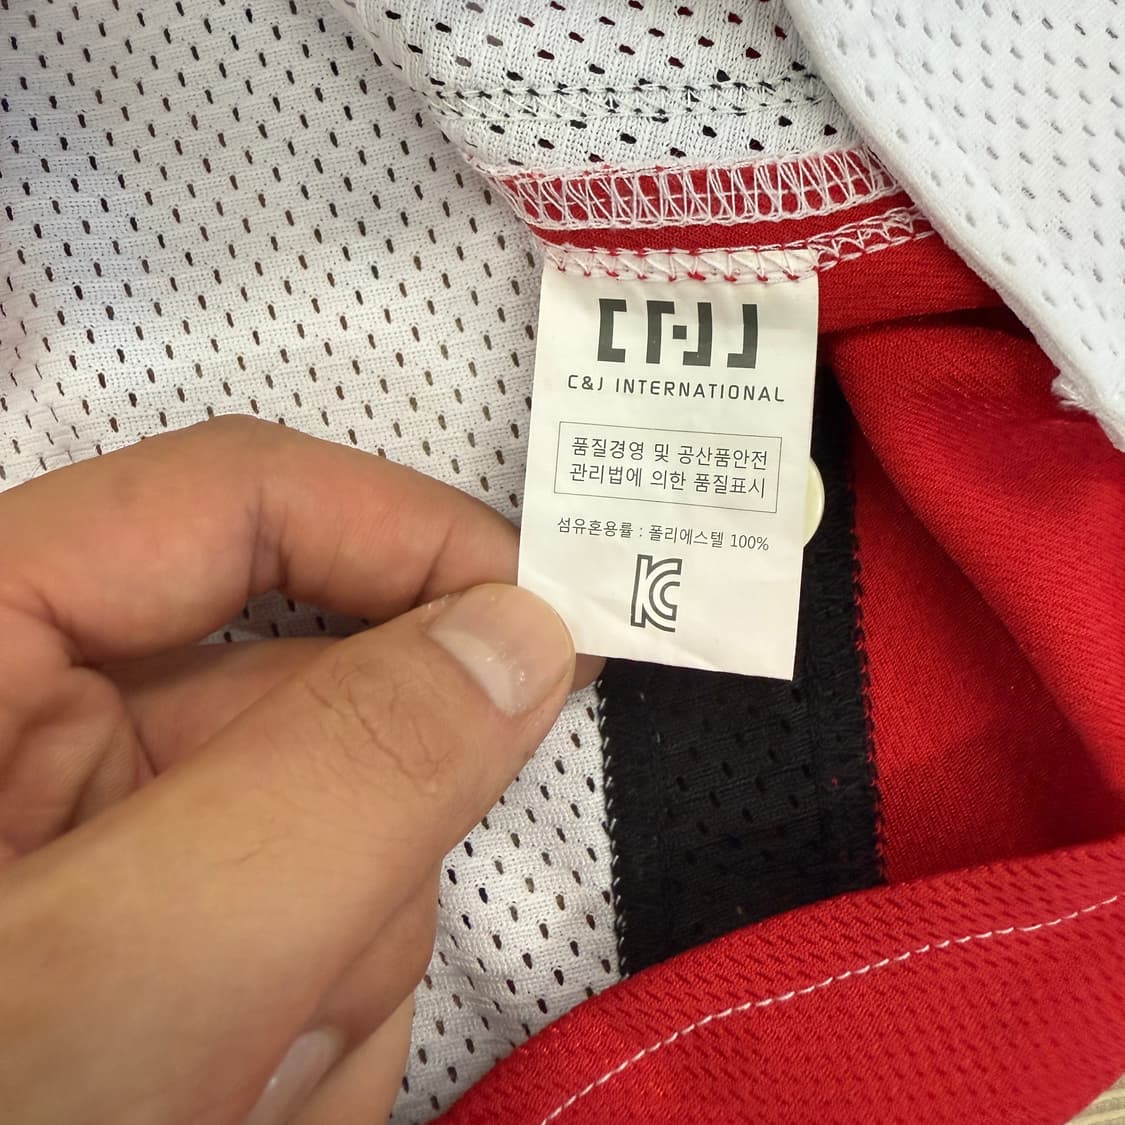 C&J
C&J INTERNATIONAL
품질경영 및 공산품안전
관리법에 의한 품질표시
섬유혼용률 : 폴리에스텔 100%
KC